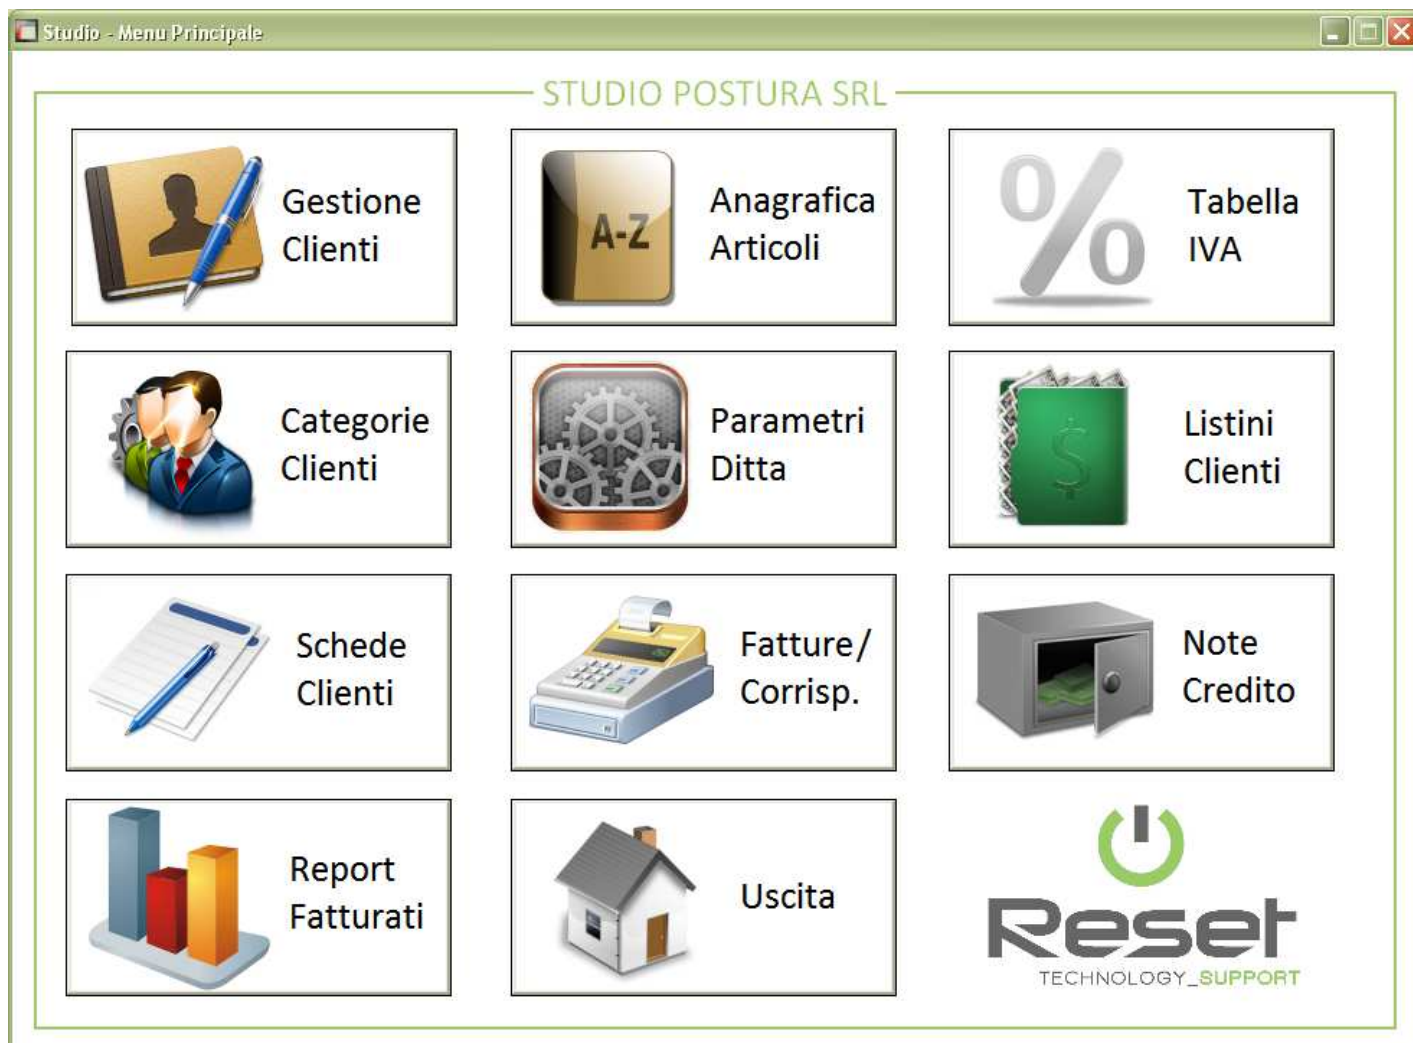 Studio - Menu Principale
STUDIO POSTURA SRL
Gestione
Clienti
A-Z
Anagrafica
Articoli
%
Tabella
IVA
Categorie
Clienti
Parametri
Ditta
$
Listini
Clienti
Schede
Clienti
Fatture/
Corrisp.
Note
Credito
Report
Fatturati
Uscita
Reset
TECHNOLOGY_SUPPORT